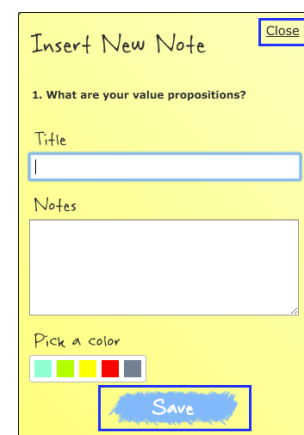 Close
Insert New Note
1. What are your value propositions?
Title
Notes
Pick a color
Save